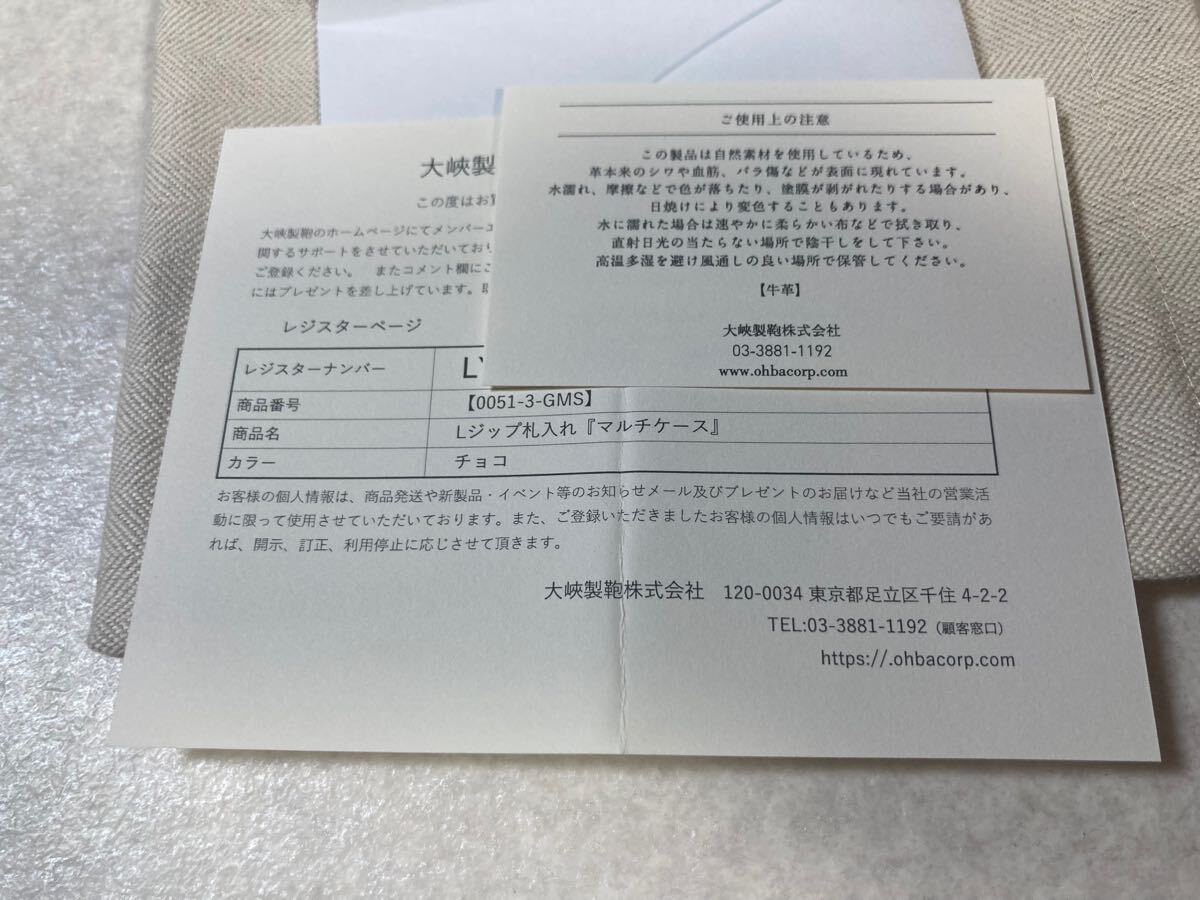 ご使用上の注意
この製品は自然素材を使用しているため、
革本来のシワや血筋、バラ傷などが表面に現れています。
水濡れ、摩擦などで色が落ちたり、塗膜が剥がれたりする場合があり、
日焼けにより変色することもあります。
水に濡れた場合は速やかに柔らかい布などで拭き取り、
直射日光の当たらない場所で陰干しをして下さい。
高温多湿を避け風通しの良い場所で保管してください。
【牛革】
大峽製鞄株式会社
03-3881-1192
www.ohbacorp.com
大峽製
この度はお
大峽製鞄のホームページにてメンバー
関するサポートをさせていただいてお
ご登録ください。 またコメント欄にご
にはプレゼントを差し上げています。
レジスターページ
レジスターナンバー L
商品番号 【0051-3-GMS】
商品名 Lジップ札入れ『マルチケース』
カラー チョコ
お客様の個人情報は、商品発送や新製品・イベント等のお知らせメール及びプレゼントのお届けなど当社の営業活
動に限って使用させていただいております。また、ご登録いただきましたお客様の個人情報はいつでもご要請があ
れば、開示、訂正、利用停止に応じさせて頂きます。
大峽製鞄株式会社 120-0034 東京都足立区千住 4-2-2
TEL:03-3881-1192（顧客窓口）
https://.ohbacorp.com